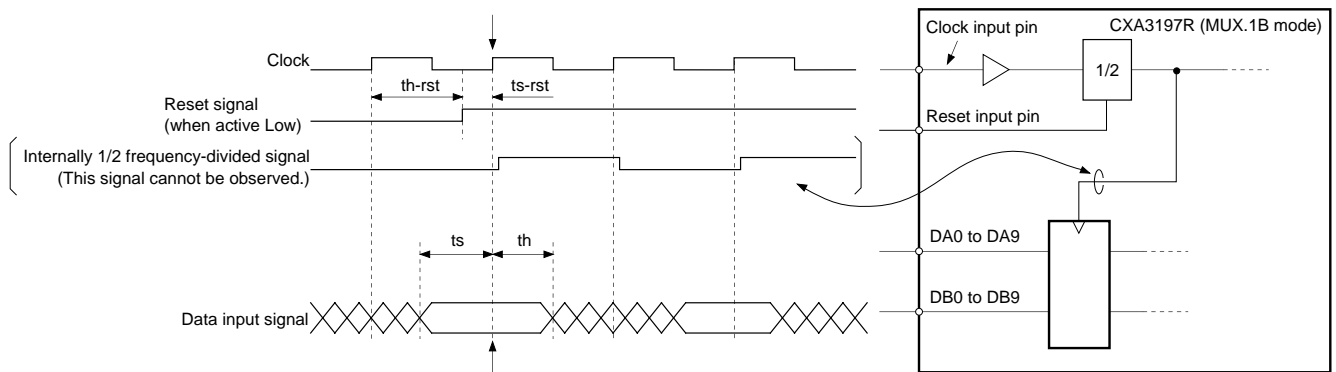 CXA3197R (MUX.1B mode)
Clock input pin
Clock
1/2
th-rst
ts-rst
Reset signal
(when active Low)
Reset input pin
Internally 1/2 frequency-divided signal
(This signal cannot be observed.)
ts
th
DA0 to DA9
DB0 to DB9
Data input signal